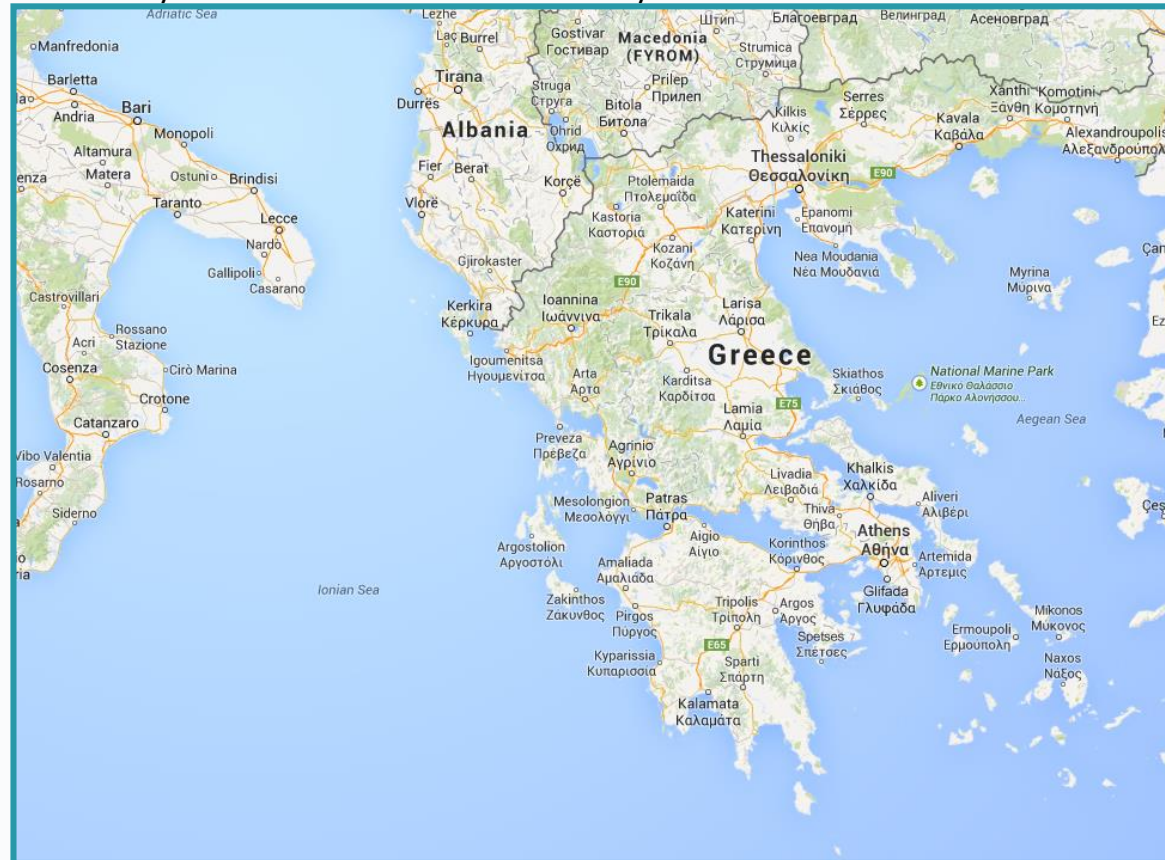 Adriatic Sea
Manfredonia
Barletta
Andria
Bari
Monopoli
Altamura
Matera
Ostuni
Brindisi
Taranto
Lecce
Nardò
Gallipoli
Casarano
Castrovillari
Rossano
Stazione
Acri
Cosenza
Cirò Marina
Crotone
Catanzaro
Vibo Valentia
Rosarno
Siderno
Ionian Sea
Lezhe
Laç
Burrel
Tirana
Durrës
Albania
Fier
Berat
Korçë
Vlorë
Gjirokaster
Gostivar
Гостивар
Macedonia
(FYROM)
Штип
Strumica
Струмица
Struga
Струга
Prilep
Прилеп
Ohrid
Охрид
Bitola
Битола
Благоевград
Велинград
Асеновград
Kilkis
Κιλκίς
Serres
Σέρρες
Xanthi
Ξάνθη
Komotini
Κομοτηνή
Kavala
Καβάλα
Alexandroupolis
Thessaloniki
Θεσσαλονίκη
E90
Ptolemaida
Πτολεμαΐδα
Kastoria
Καστοριά
Katerini
Κατερίνη
Epanomi
Επανομή
Kozani
Κοζάνη
Nea Moudania
Νέα Μουδανιά
Myrina
Μύρινα
E90
Kerkira
Κέρκυρα
Ioannina
Ιωάννινα
Trikala
Τρίκαλα
Larisa
Λάρισα
Igoumenitsa
Ηγουμενίτσα
Greece
Arta
Άρτα
Karditsa
Καρδίτσα
Skiathos
Σκιάθος
National Marine Park
Εθνικό Θαλάσσιο
Πάρκο Αλοννήσου...
E75
Aegean Sea
Lamia
Λαμία
Preveza
Πρέβεζα
Agrinio
Αγρίνιο
Livadia
Λειβαδιά
Khalkis
Χαλκίδα
Mesolongion
Μεσολόγγι
Patras
Πάτρα
Thiva
Θήβα
Aliveri
Αλιβέρι
Argostolion
Αργοστόλι
Aigio
Αίγιο
Athens
Αθήνα
Korinthos
Κόρινθος
Artemida
Άρτεμις
Amaliada
Αμαλιάδα
Glifada
Γλυφάδα
Zakinthos
Ζάκυνθος
Pirgos
Πύργος
Tripolis
Τρίπολη
Argos
Άργος
Mikonos
Μύκονος
Ermoupoli
Ερμούπολη
Spetses
Σπέτσες
E65
Kyparissia
Κυπαρισσία
Sparti
Σπάρτη
Naxos
Νάξος
Kalamata
Καλαμάτα